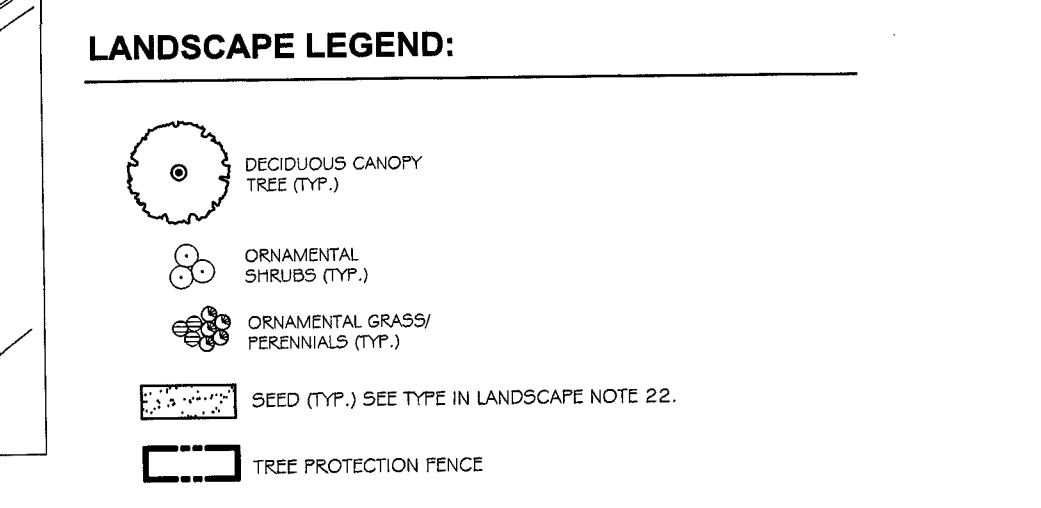 LANDSCAPE LEGEND:
DECIDUOUS CANOPY
TREE (TYP.)
ORNAMENTAL
SHRUBS (TYP.)
ORNAMENTAL GRASS/
PERENNIALS (TYP.)
SEED (TYP.) SEE TYPE IN LANDSCAPE NOTE 22.
TREE PROTECTION FENCE